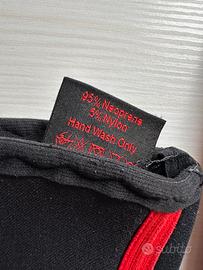 95% Neoprene
5% Nylon
Hand Wash Only
subito